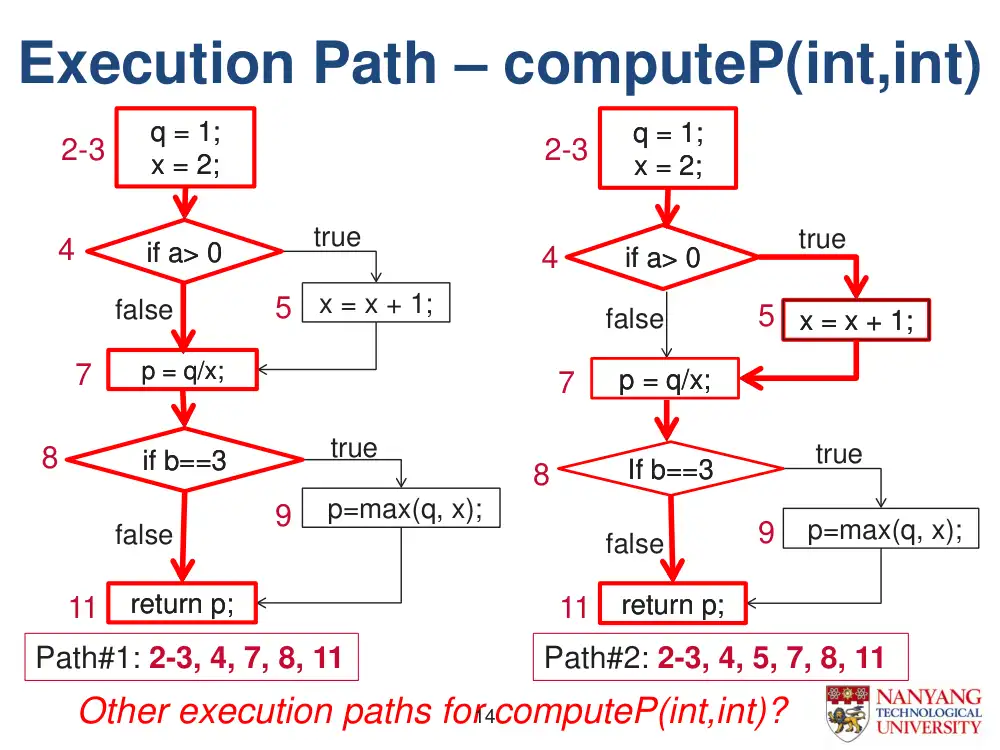 Execution Path – computeP(int,int)
2-3
q = 1;
x = 2;
4
if a> 0
true
false
5
x = x + 1;
7
p = q/x;
8
if b==3
true
false
9
p=max(q, x);
11
return p;
Path#1: 2-3, 4, 7, 8, 11
2-3
q = 1;
x = 2;
4
if a> 0
true
false
5
x = x + 1;
7
p = q/x;
8
If b==3
true
false
9
p=max(q, x);
11
return p;
Path#2: 2-3, 4, 5, 7, 8, 11
Other execution paths for computeP(int,int)?
14
NANYANG
TECHNOLOGICAL
UNIVERSITY